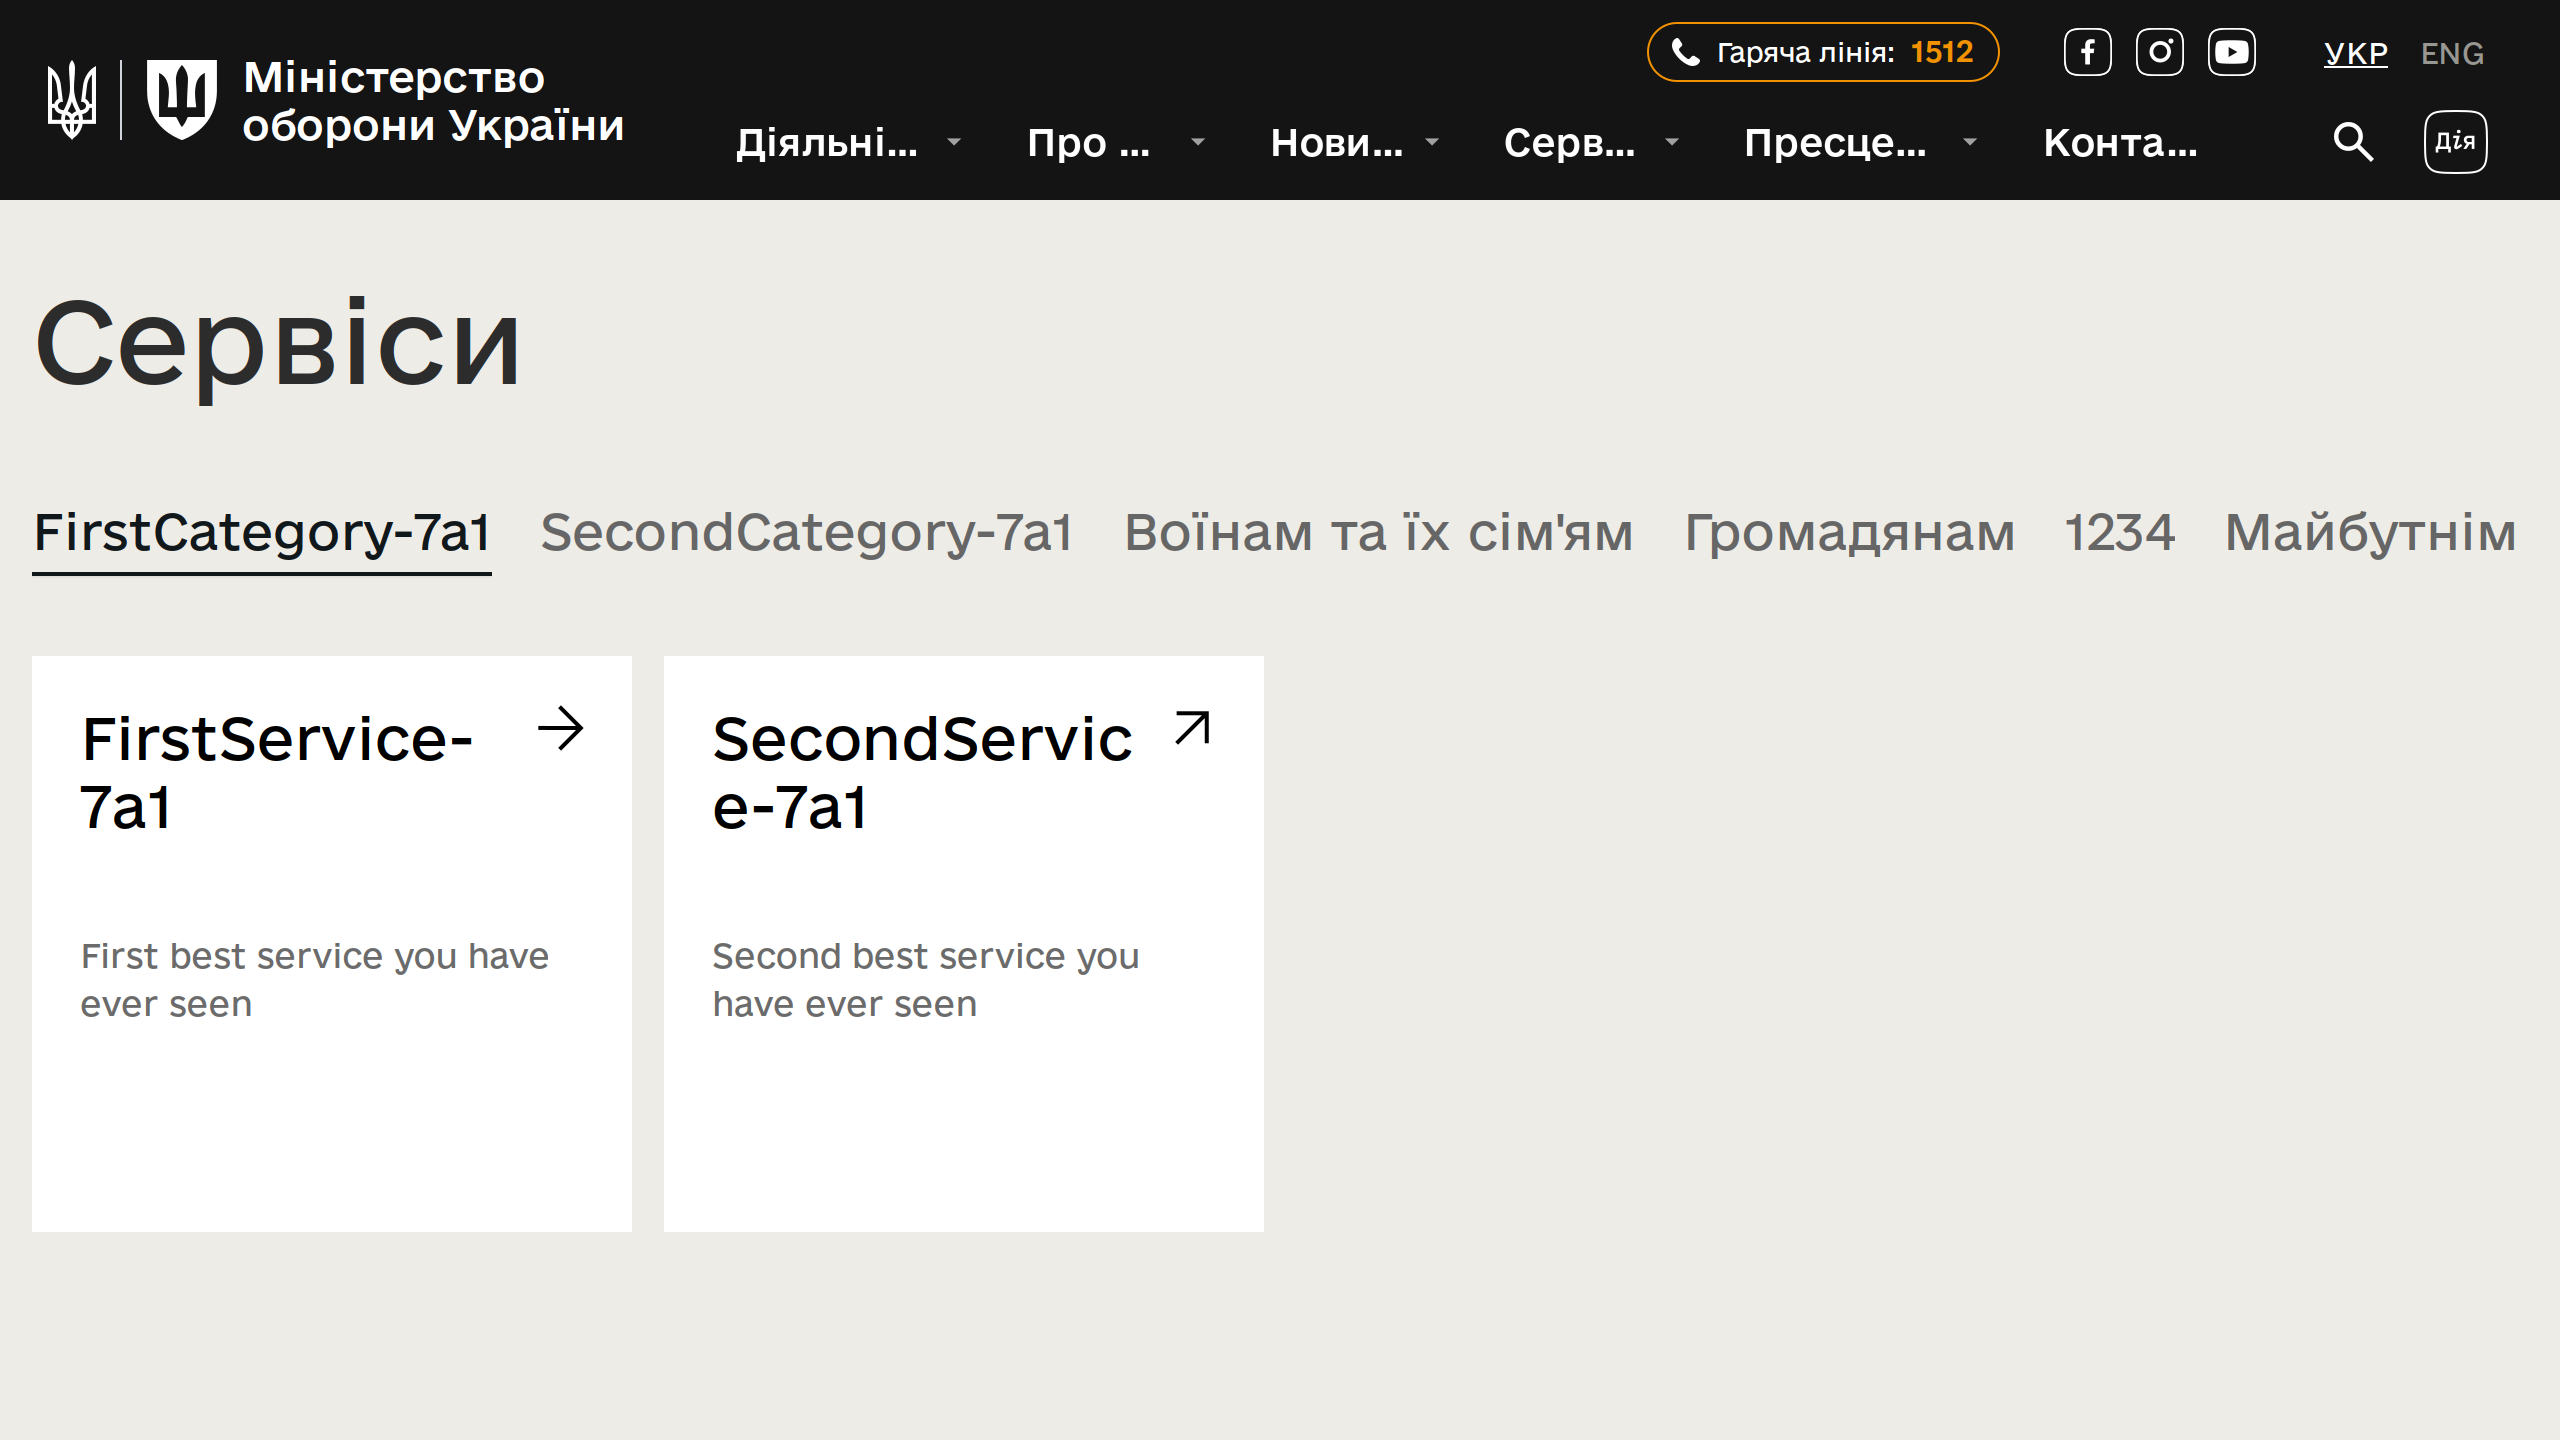 Міністерство
оборони України
Гаряча лінія: 1512
УКР ENG
Діяльні...
Про ...
Нови...
Серв...
Пресце...
Конта...
Дія
Сервіси
FirstCategory-7a1 SecondCategory-7a1 Воїнам та їх сім'ям Громадянам 1234 Майбутнім
FirstService-
7a1
First best service you have
ever seen
SecondServic
e-7a1
Second best service you
have ever seen